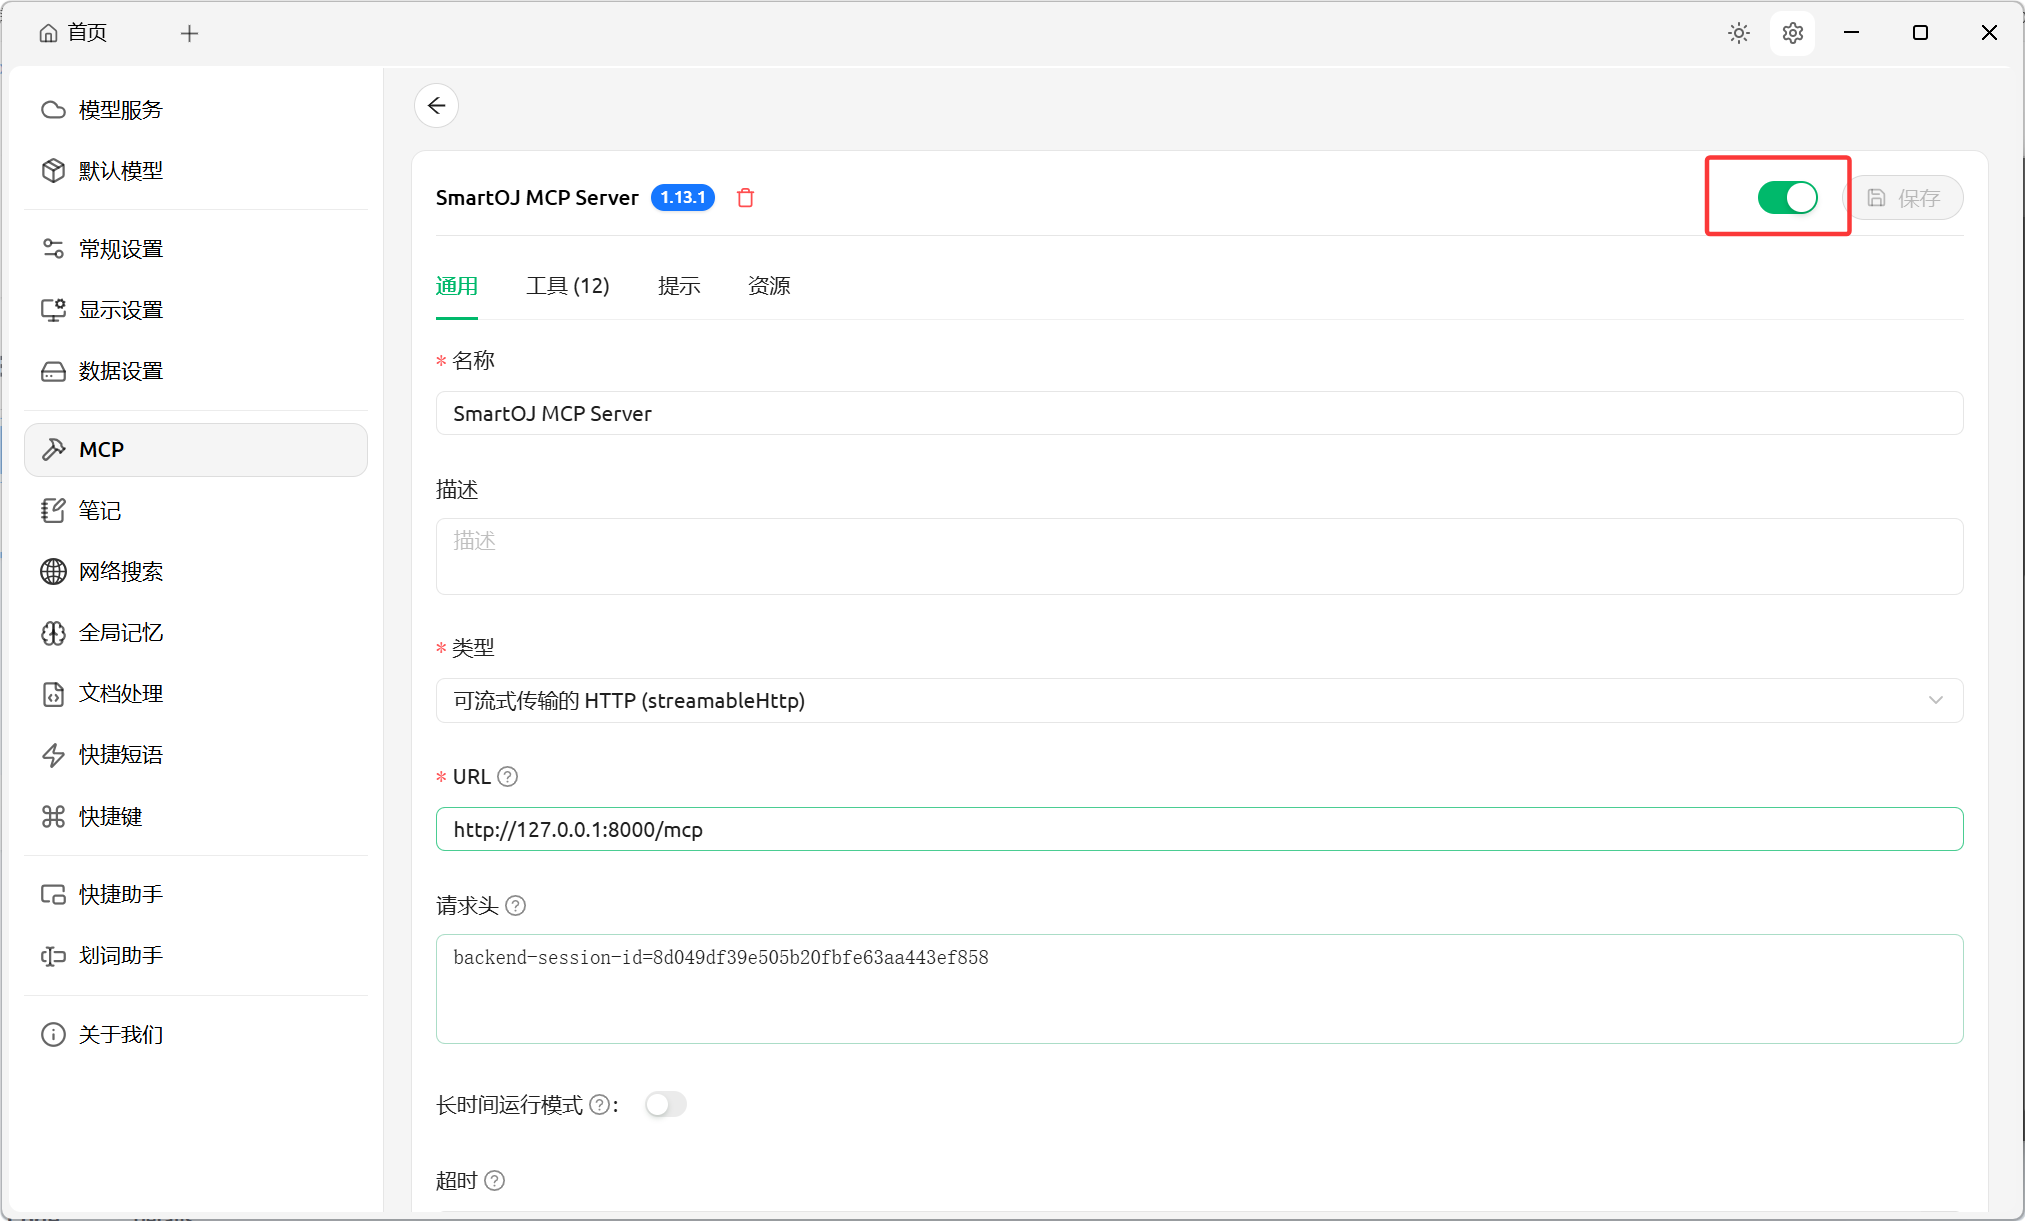 首页
模型服务
默认模型
常规设置
显示设置
数据设置
MCP
笔记
网络搜索
全局记忆
文档处理
快捷短语
快捷键
快捷助手
划词助手
关于我们
SmartOJ MCP Server 1.13.1
保存
通用 工具 (12) 提示 资源
* 名称
SmartOJ MCP Server
描述
描述
* 类型
可流式传输的 HTTP (streamableHttp)
* URL
http://127.0.0.1:8000/mcp
请求头
backend-session-id=8d049df39e505b20fbfe63aa443ef858
长时间运行模式 :
超时